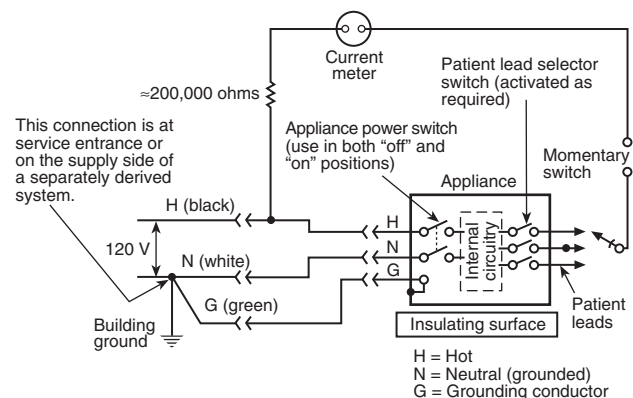 Current
meter
≈200,000 ohms
Patient lead selector
switch (activated as
required)
This connection is at
service entrance or
on the supply side of
a separately derived
system.
Appliance power switch
(use in both “off” and
“on” positions)
Momentary
switch
Appliance
H (black)
H
120 V
N (white)
N
Internal
circuitry
G
G (green)
Building
ground
Patient
leads
Insulating surface
H = Hot
N = Neutral (grounded)
G = Grounding conductor